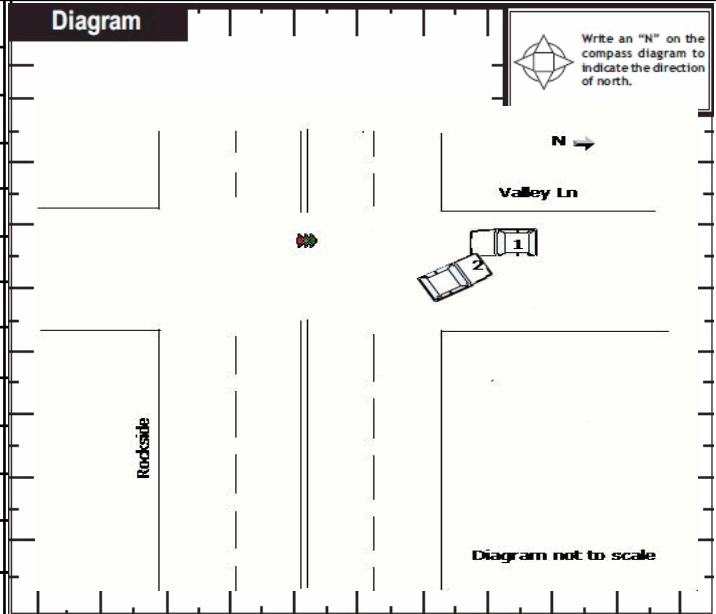 Diagram
Write an “N” on the
compass diagram to
indicate the direction
of north.
N
Valley Ln
1
2
Rockside
Diagram not to scale